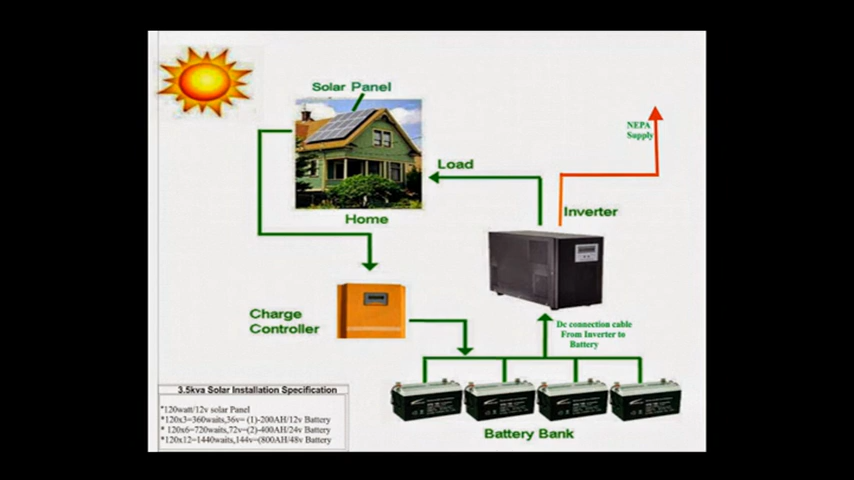 Solar Panel
NEPA
Supply
Load
Inverter
Home
Charge
Controller
Dc connection cable
From Inverter to
Battery
3.5kva Solar Installation Specification
*120watt/12v solar Panel
*120x3=360waits,36v= (1)-200AH/12v Battery
* 120x6=720watts,72v=(2)-400AH/24v Battery
*120x12=1440watts,144v=(800AH/48v Battery
Battery Bank